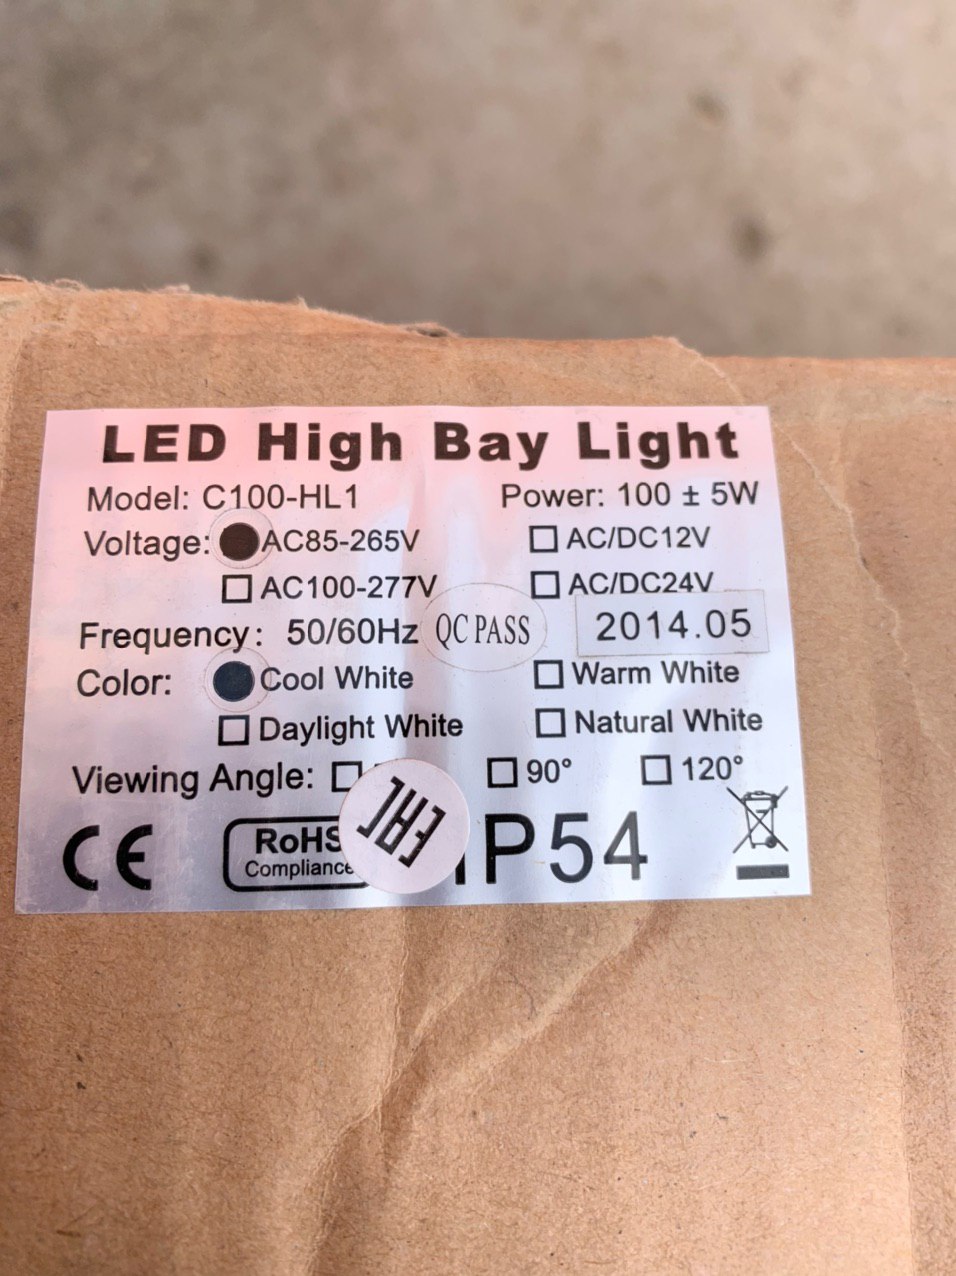 LED High Bay Light
Model: C100-HL1 Power: 100 ± 5W
Voltage: AC85-265V AC/DC12V
AC100-277V AC/DC24V
Frequency: 50/60Hz QC PASS 2014.05
Color: Cool White Warm White
Daylight White Natural White
Viewing Angle: 90° 120°
CE RoHS IP54
Compliance